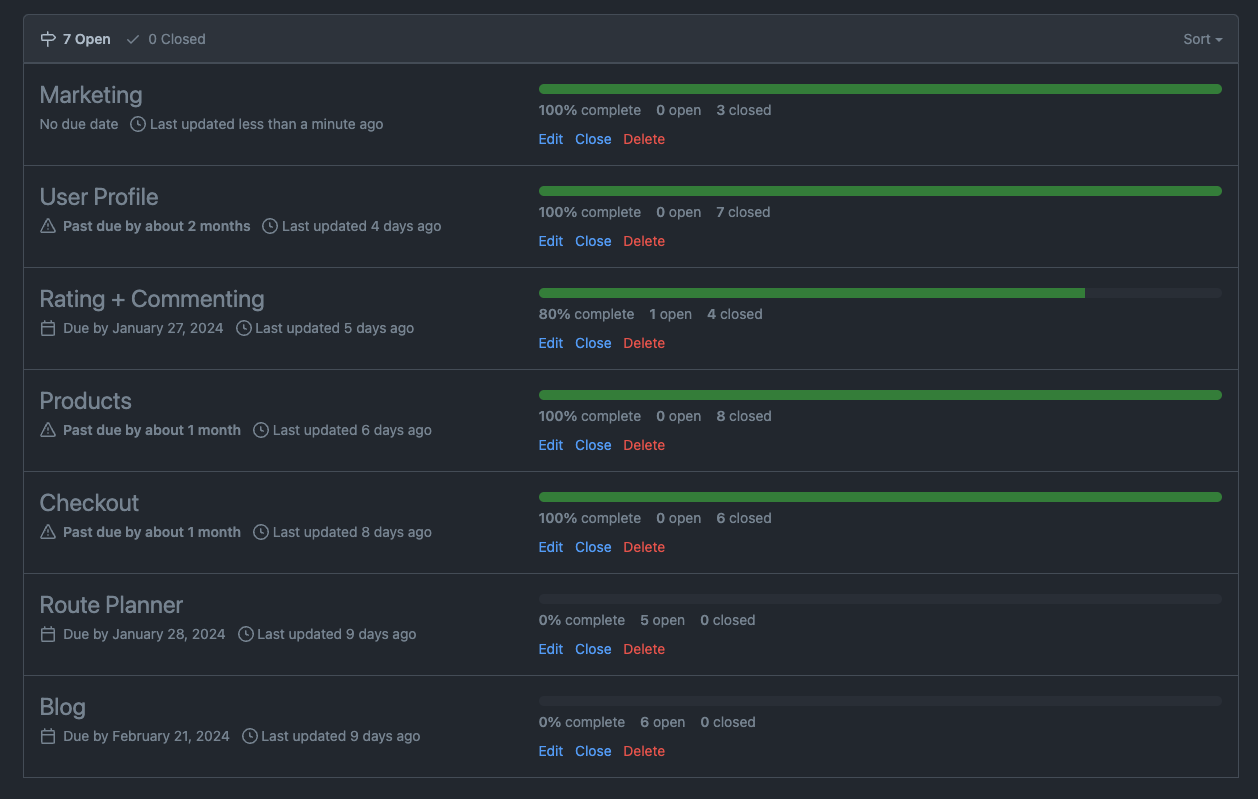 7 Open 0 Closed Sort
Marketing
No due date Last updated less than a minute ago
100% complete 0 open 3 closed
Edit Close Delete
User Profile
Past due by about 2 months Last updated 4 days ago
100% complete 0 open 7 closed
Edit Close Delete
Rating + Commenting
Due by January 27, 2024 Last updated 5 days ago
80% complete 1 open 4 closed
Edit Close Delete
Products
Past due by about 1 month Last updated 6 days ago
100% complete 0 open 8 closed
Edit Close Delete
Checkout
Past due by about 1 month Last updated 8 days ago
100% complete 0 open 6 closed
Edit Close Delete
Route Planner
Due by January 28, 2024 Last updated 9 days ago
0% complete 5 open 0 closed
Edit Close Delete
Blog
Due by February 21, 2024 Last updated 9 days ago
0% complete 6 open 0 closed
Edit Close Delete